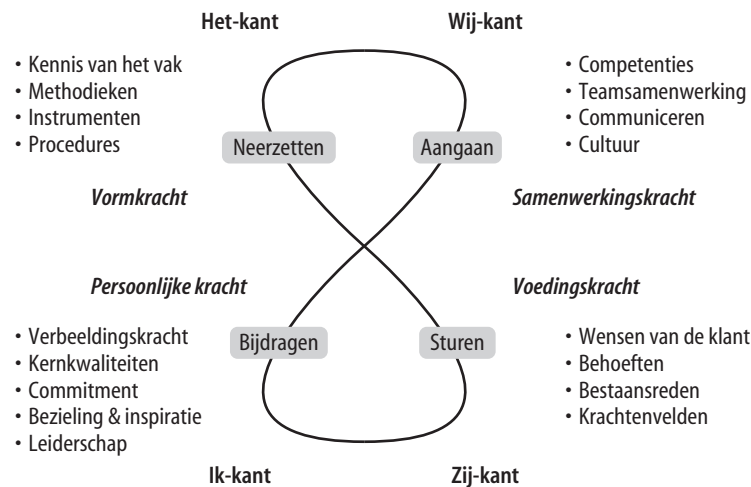 Het-kant
Wij-kant
• Kennis van het vak
• Methodieken
• Instrumenten
• Procedures
• Competenties
• Teamsamenwerking
• Communiceren
• Cultuur
Neerzetten
Aangaan
Vormkracht
Samenwerkingskracht
Persoonlijke kracht
Voedingskracht
• Verbeeldingskracht
• Kernkwaliteiten
• Commitment
• Bezieling & inspiratie
• Leiderschap
Bijdragen
Sturen
• Wensen van de klant
• Behoeften
• Bestaansreden
• Krachtenvelden
Ik-kant
Zij-kant